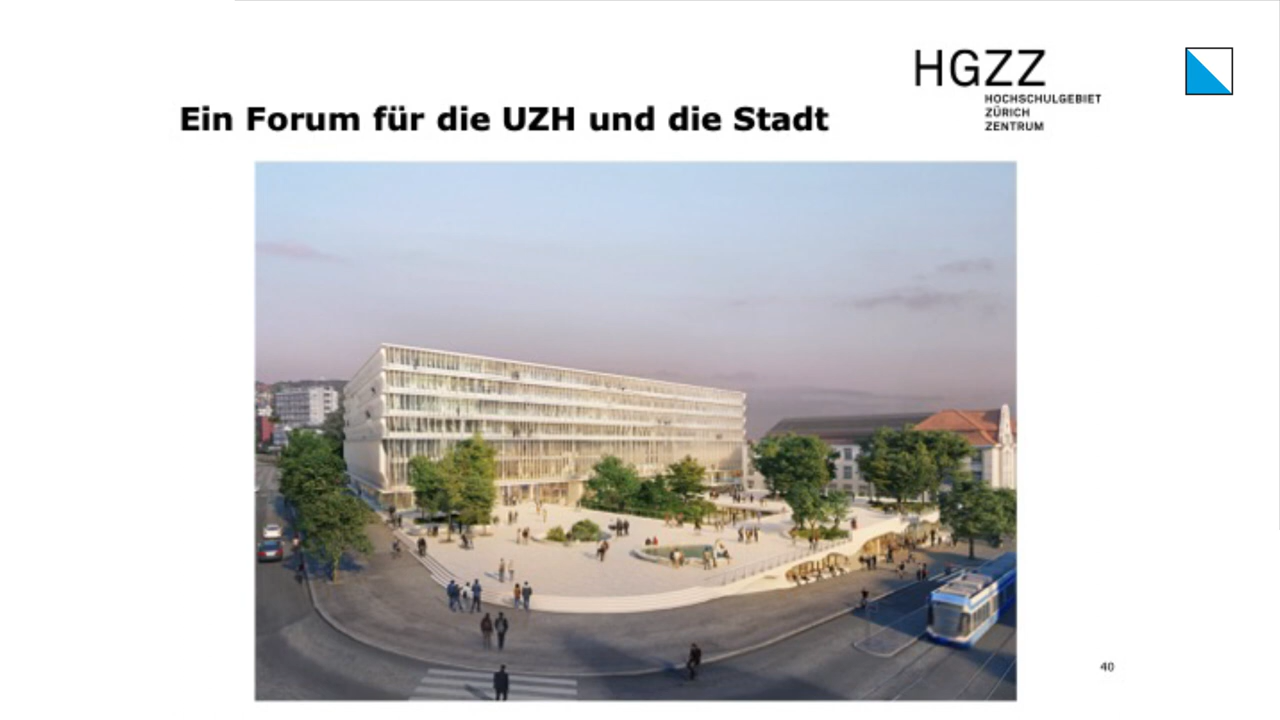 HGZZ
HOCHSCHULGEBIET
ZÜRICH
ZENTRUM
Ein Forum für die UZH und die Stadt
40